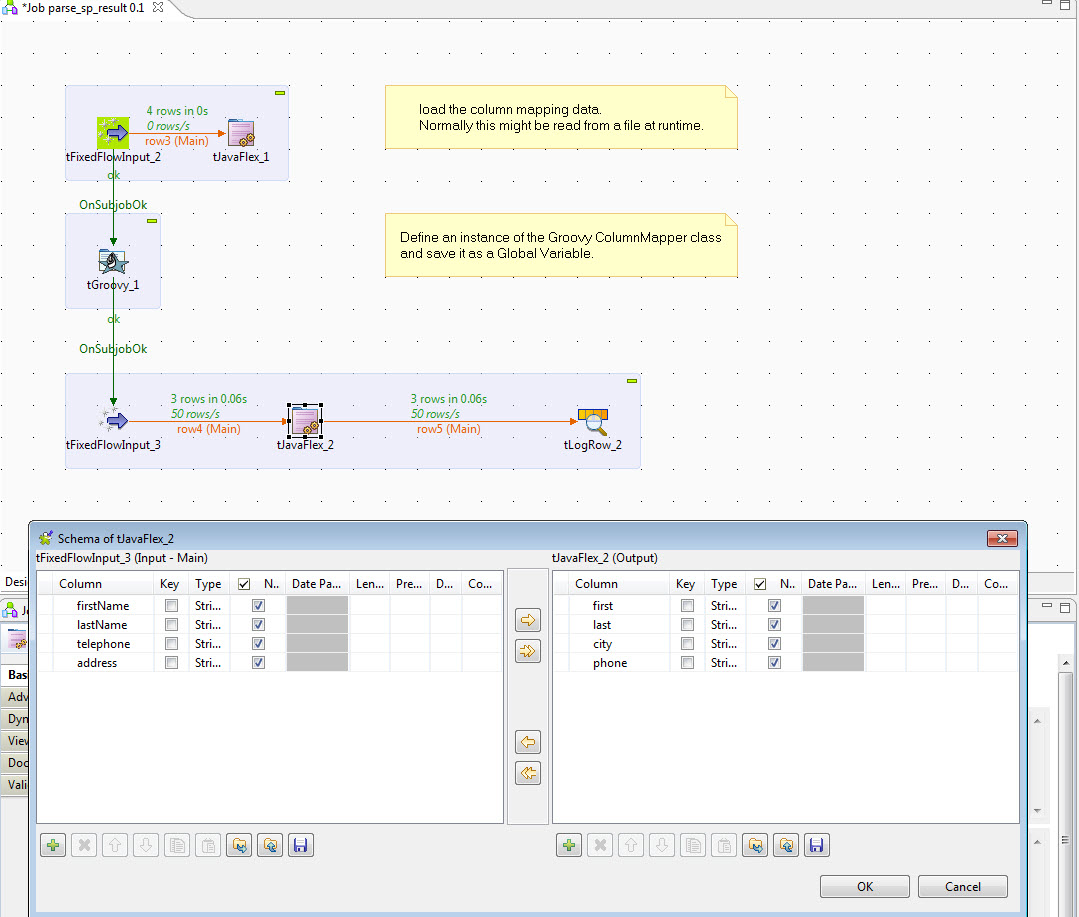 *Job parse_sp_result 0.1
4 rows in 0s
0 rows/s
row3 (Main)
tFixedFlowInput_2
tJavaFlex_1
load the column mapping data.
Normally this might be read from a file at runtime.
ok
OnSubjobOk
tGroovy_1
Define an instance of the Groovy ColumnMapper class
and save it as a Global Variable.
ok
OnSubjobOk
3 rows in 0.06s
50 rows/s
row4 (Main)
3 rows in 0.06s
50 rows/s
row5 (Main)
tFixedFlowInput_3
tJavaFlex_2
tLogRow_2
Schema of tJavaFlex_2
tFixedFlowInput_3 (Input - Main)
tJavaFlex_2 (Output)
Desi
Column Key Type N.. Date Pa... Len... Pre... D... Co...
firstName Stri...
lastName Stri...
telephone Stri...
address Stri...
Column Key Type N.. Date Pa... Len... Pre... D... Co...
first Stri...
last Stri...
city Stri...
phone Stri...
Bas
Adv
Dyn
Viev
Doc
Vali
OK
Cancel